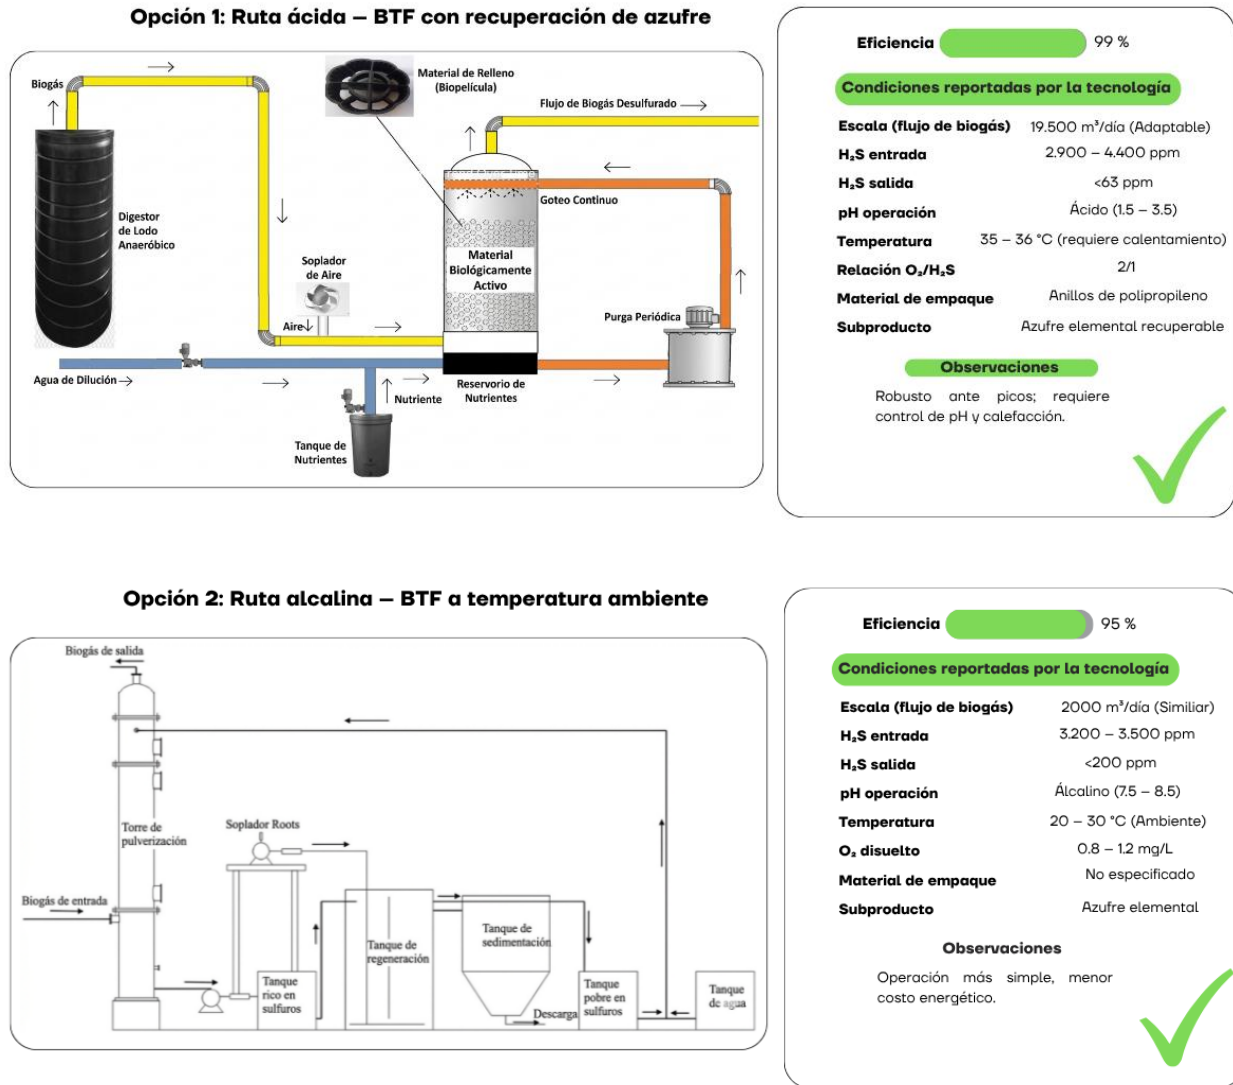 Opción 1: Ruta ácida – BTF con recuperación de azufre
Biogás
Digestor
de Lodo
Anaeróbico
Material de Relleno
(Biopelícula)
Flujo de Biogás Desulfurado
Goteo Continuo
Material
Biológicamente
Activo
Soplador
de Aire
Aire
Purga Periódica
Agua de Dilución
Nutriente
Reservorio de
Nutrientes
Tanque de
Nutrientes
Eficiencia 99 %
Condiciones reportadas por la tecnología
Escala (flujo de biogás) 19.500 m³/día (Adaptable)
H₂S entrada 2.900 – 4.400 ppm
H₂S salida <63 ppm
pH operación Ácido (1.5 – 3.5)
Temperatura 35 – 36 °C (requiere calentamiento)
Relación O₂/H₂S 2/1
Material de empaque Anillos de polipropileno
Subproducto Azufre elemental recuperable
Observaciones
Robusto ante picos; requiere
control de pH y calefacción.
Opción 2: Ruta alcalina – BTF a temperatura ambiente
Biogás de salida
Torre de
pulverización
Soplador Roots
Biogás de entrada
Tanque
rico en
sulfuros
Tanque de
regeneración
Tanque de
sedimentación
Descarga
Tanque
pobre en
sulfuros
Tanque
de agua
Eficiencia 95 %
Condiciones reportadas por la tecnología
Escala (flujo de biogás) 2000 m³/día (Similiar)
H₂S entrada 3.200 – 3.500 ppm
H₂S salida <200 ppm
pH operación Álcalino (7.5 – 8.5)
Temperatura 20 – 30 °C (Ambiente)
O₂ disuelto 0.8 – 1.2 mg/L
Material de empaque No especificado
Subproducto Azufre elemental
Observaciones
Operación más simple, menor
costo energético.